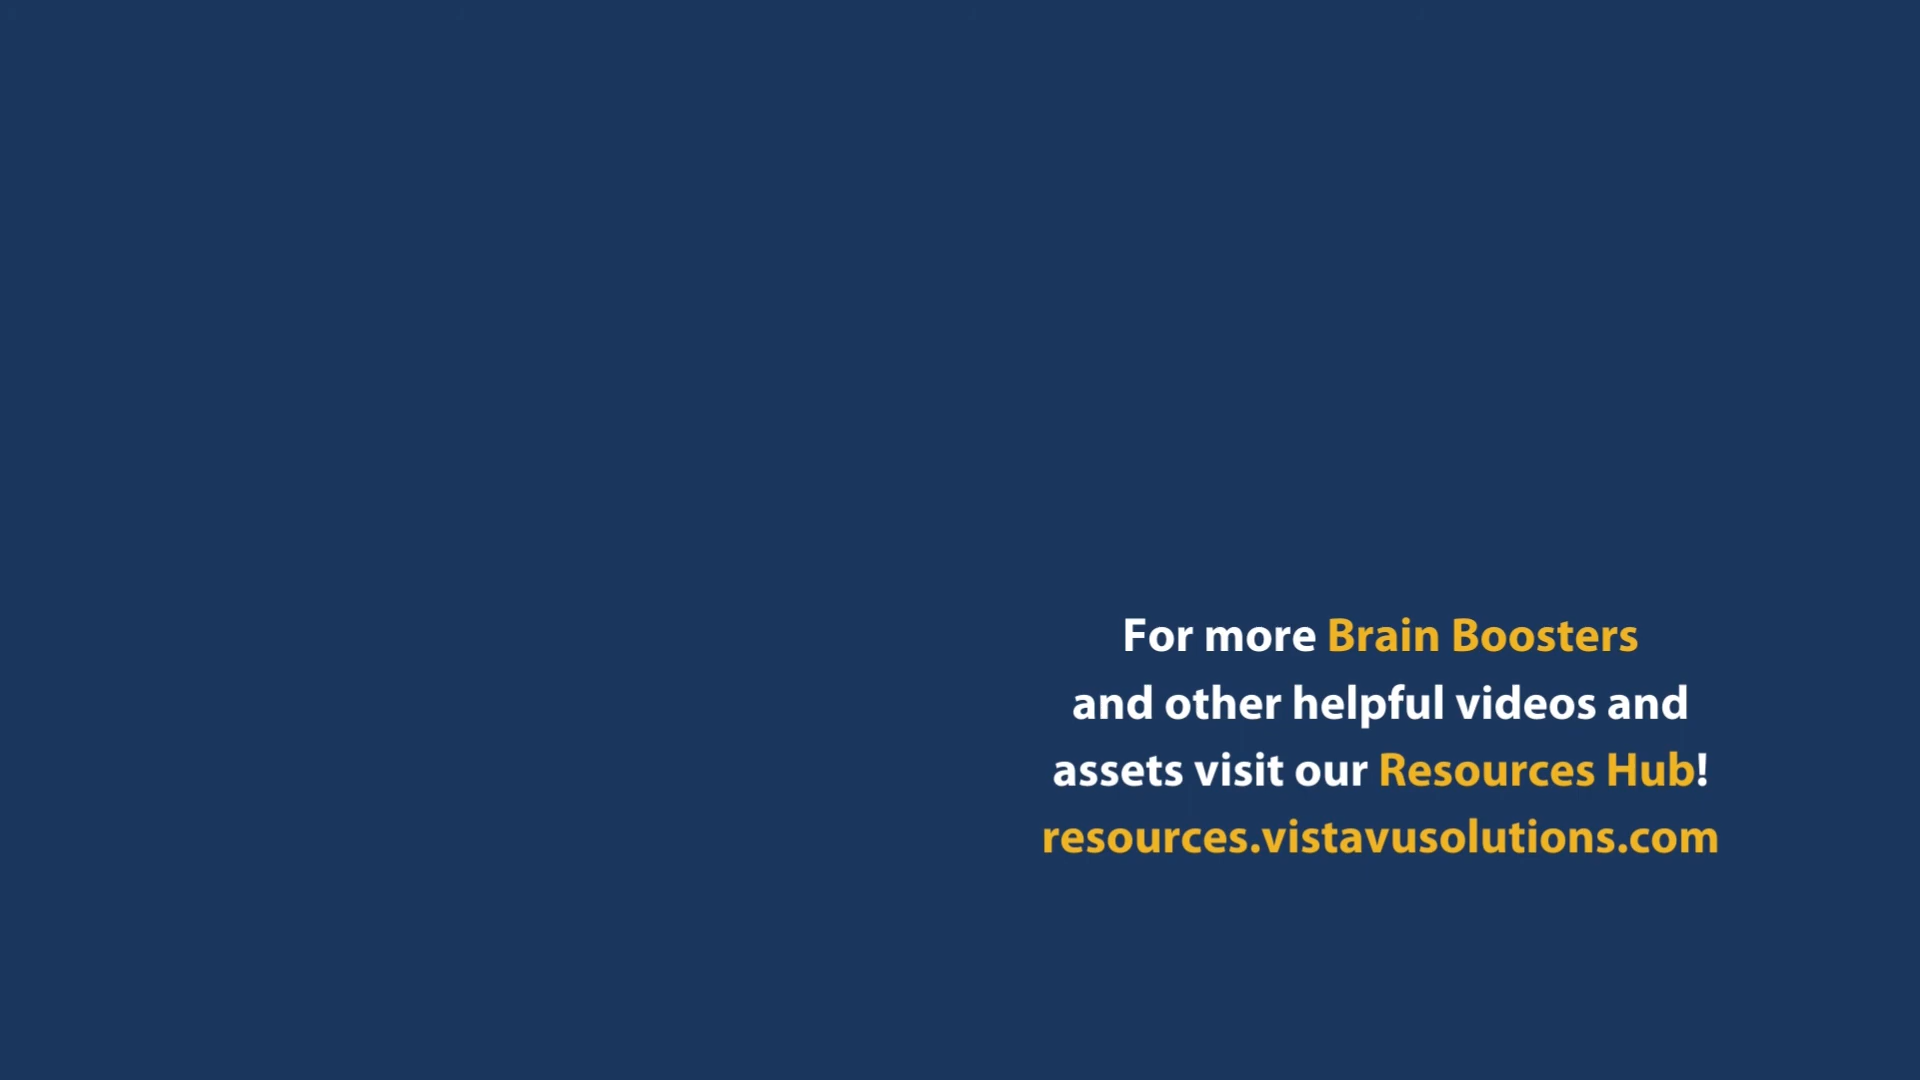 For more Brain Boosters
and other helpful videos and
assets visit our Resources Hub!
resources.vistavusolutions.com